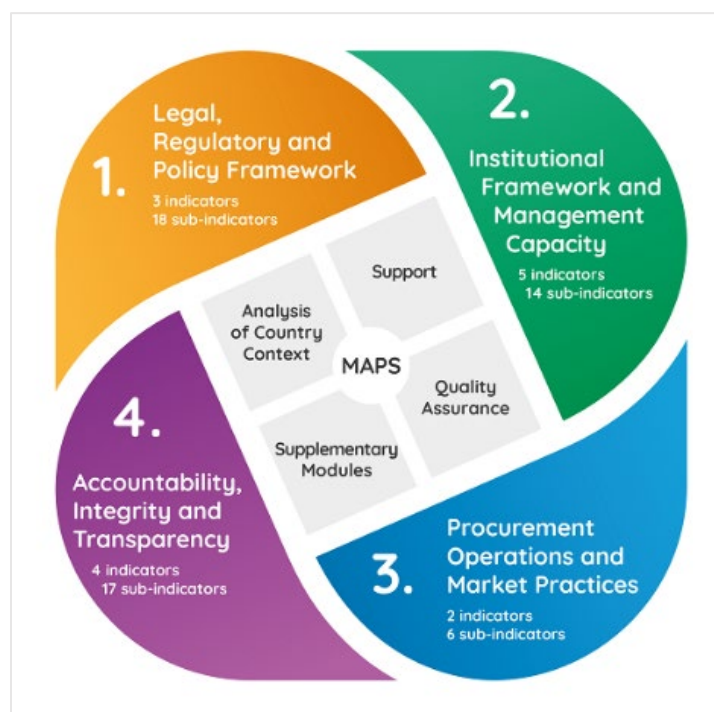 1.
Legal,
Regulatory and
Policy Framework
3 indicators
18 sub-indicators
2.
Institutional
Framework and
Management
Capacity
5 indicators
14 sub-indicators
Support
Analysis
of Country
Context
MAPS
Quality
Assurance
Supplementary
Modules
3.
Procurement
Operations and
Market Practices
2 indicators
6 sub-indicators
4.
Accountability,
Integrity and
Transparency
4 indicators
17 sub-indicators